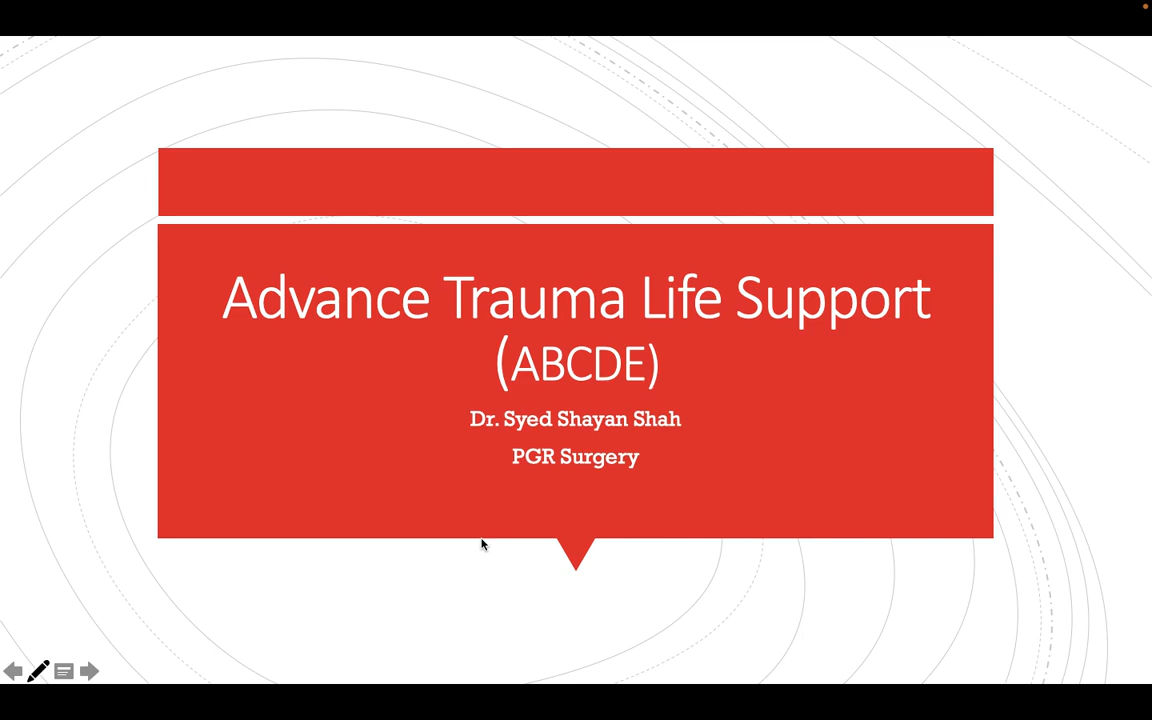 Advance Trauma Life Support
(ABCDE)
Dr. Syed Shayan Shah
PGR Surgery